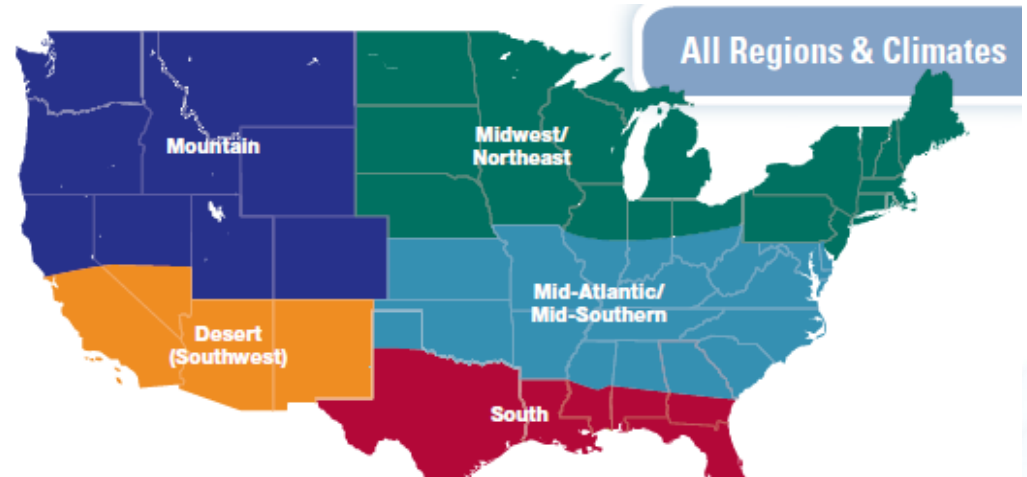 All Regions & Climates
Mountain
Midwest/
Northeast
Mid-Atlantic/
Mid-Southern
Desert
(Southwest)
South